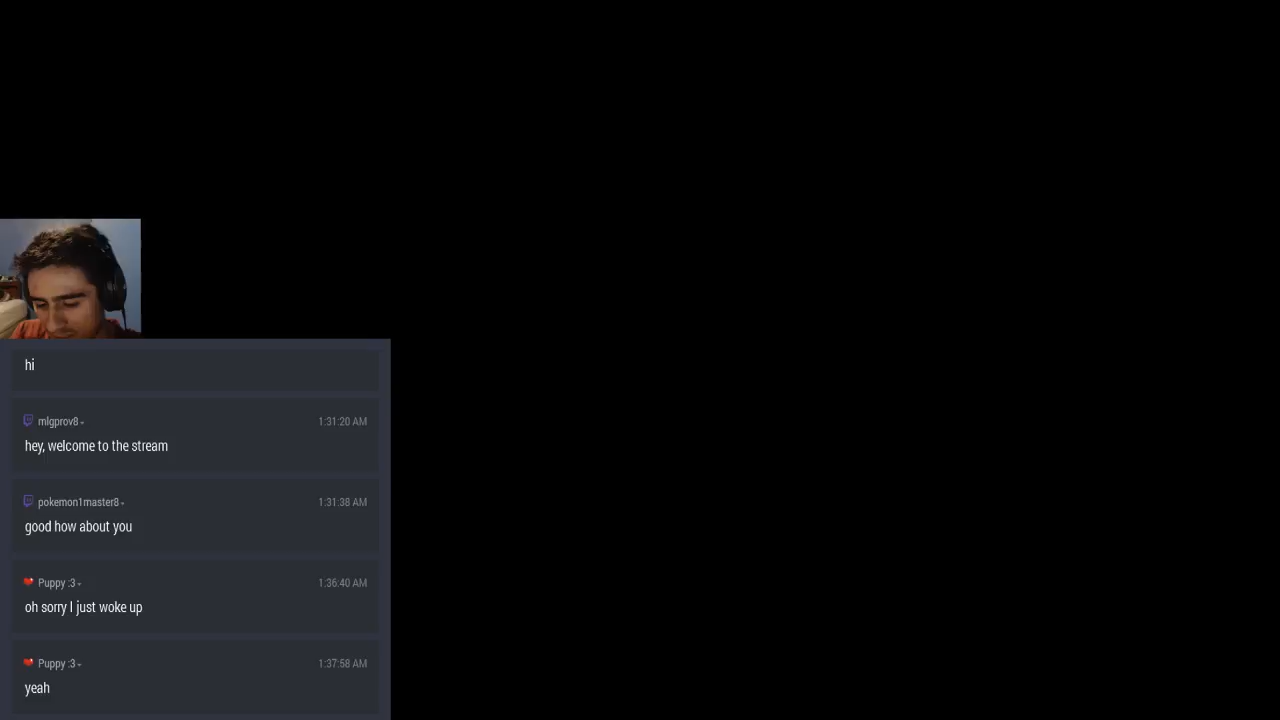 hi
mlgprov8 1:31:20 AM
hey, welcome to the stream
pokemon1master8 1:31:38 AM
good how about you
Puppy :3 1:36:40 AM
oh sorry I just woke up
Puppy :3 1:37:58 AM
yeah